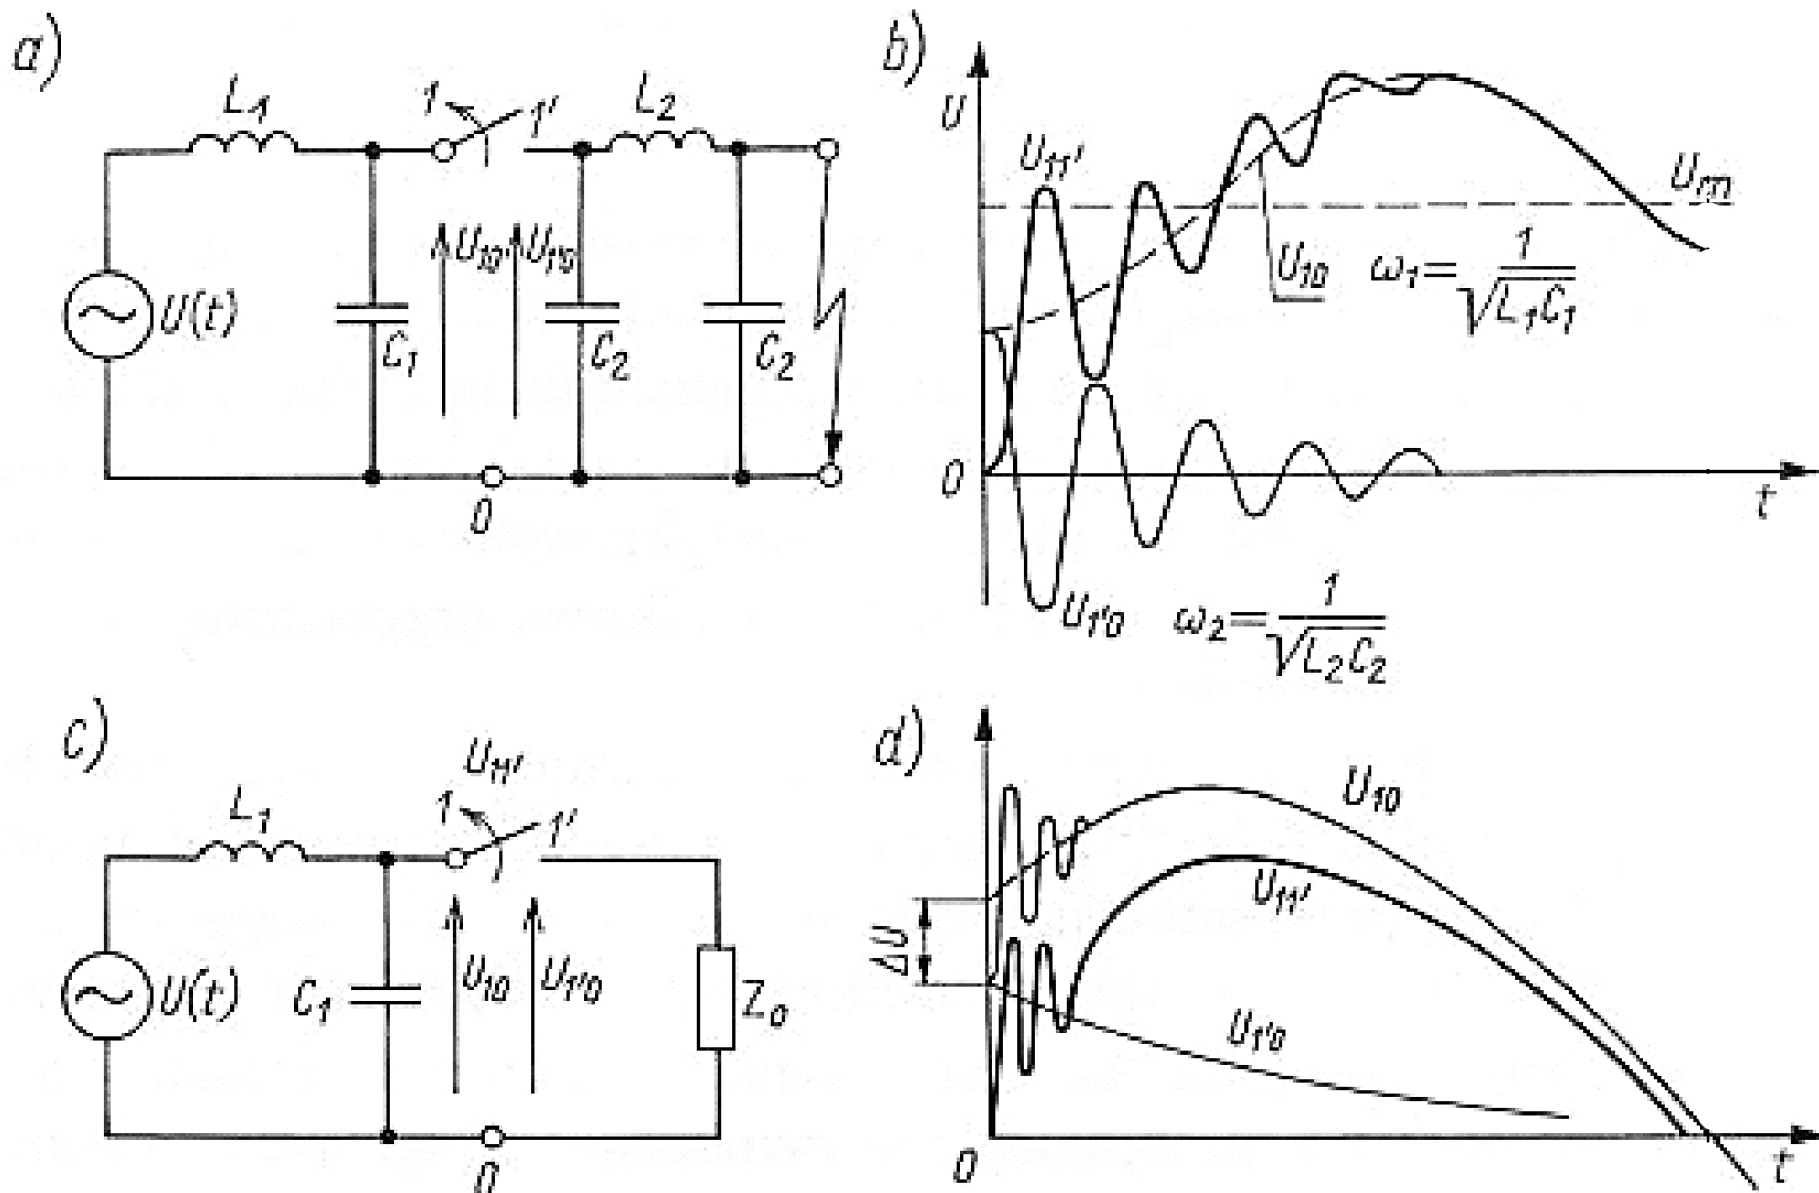 a)
L₁
1
1'
L₂
U(t)
C₁
U₁₀
U₁'₀
C₂
C₂
0
b)
U
U₁₁'
Uₘ
U₁₀
ω₁=1/√L₁C₁
0
t
U₁'₀
ω₂=1/√L₂C₂
c)
U₁₁'
L₁
1
1'
U(t)
C₁
U₁₀
U₁'₀
Z₀
0
d)
U₁₀
U₁₁'
ΔU
U₁'₀
0
t